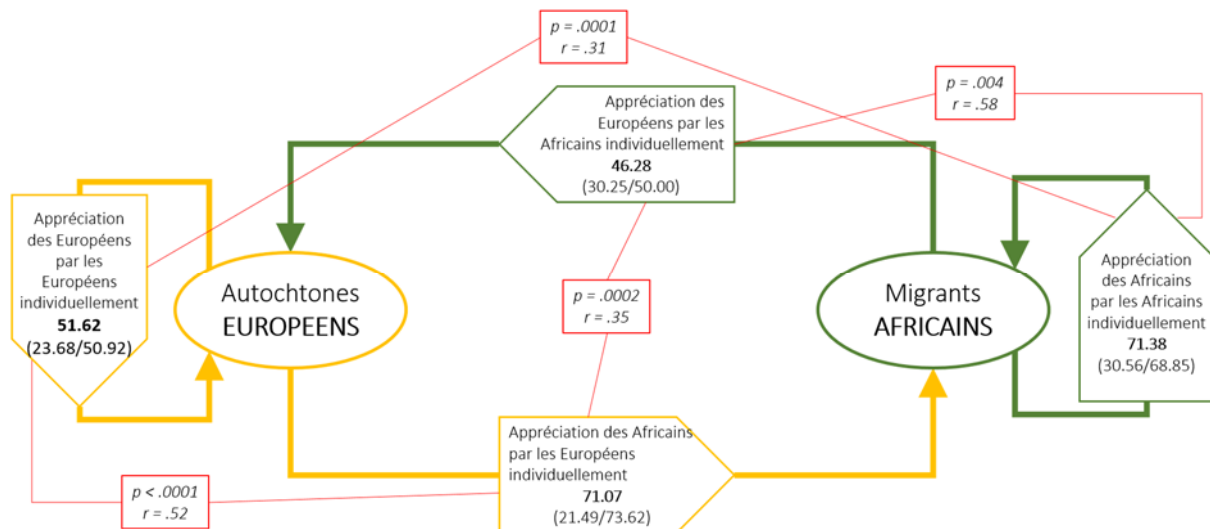 p = .0001
r = .31
p = .004
r = .58
Appréciation des
Européens par les
Africains individuellement
46.28
(30.25/50.00)
Appréciation
des Européens
par les
Européens
individuellement
51.62
(23.68/50.92)
Autochtones
EUROPEENS
p = .0002
r = .35
Migrants
AFRICAINS
Appréciation
des Africains
par les Africains
individuellement
71.38
(30.56/68.85)
Appréciation des Africains
par les Européens
individuellement
71.07
(21.49/73.62)
p < .0001
r = .52